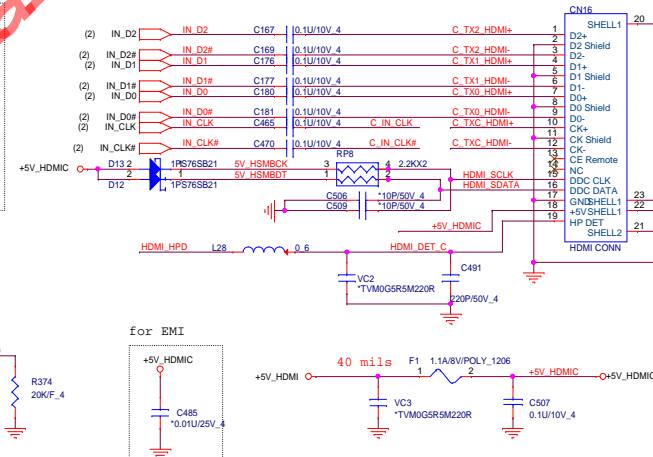 CN16
SHELL1 20
(2) IN_D2 IN_D2 C167 0.1U/10V_4 C_TX2_HDMI+ 1 D2+
2 D2 Shield
(2) IN_D2# IN_D2# C169 0.1U/10V_4 C_TX2_HDMI- 3 D2-
(2) IN_D1 IN_D1 C176 0.1U/10V_4 C_TX1_HDMI+ 4 D1+
5 D1 Shield
(2) IN_D1# IN_D1# C177 0.1U/10V_4 C_TX1_HDMI- 6 D1-
(2) IN_D0 IN_D0 C180 0.1U/10V_4 C_TX0_HDMI+ 7 D0+
8 D0 Shield
(2) IN_D0# IN_D0# C181 0.1U/10V_4 C_TX0_HDMI- 9 D0-
(2) IN_CLK IN_CLK C465 0.1U/10V_4 C_IN_CLK C_TXC_HDMI+ 10 CK+
11 CK Shield
(2) IN_CLK# IN_CLK# C470 0.1U/10V_4 C_IN_CLK# C_TXC_HDMI- 12 CK-
RP8
13 CE Remote
14 NC
+5V_HDMIC D13 2 1 1PS76SB21 5V_HSMBCK 3 4 2.2KX2
HDMI_SCLK 15 DDC CLK
D12 2 1 1PS76SB21 5V_HSMBDT 1 2
HDMI_SDATA 16 DDC DATA
C506 *10P/50V_4
C509 *10P/50V_4
17 GND SHELL1 23
18 +5V SHELL1 22
+5V_HDMIC 19 HP DET
SHELL2 21
HDMI CONN
HDMI_HPD L28 0_6 HDMI_DET_C
VC2
*TVM0G5R5M220R
C491
220P/50V_4
for EMI
+5V_HDMIC
C485
*0.01U/25V_4
R374
20K/F_4
40 mils F1 1.1A/8V/POLY_1206
+5V_HDMI 1 2 +5V_HDMIC +5V_HDMIC
VC3
*TVM0G5R5M220R
C507
0.1U/10V_4